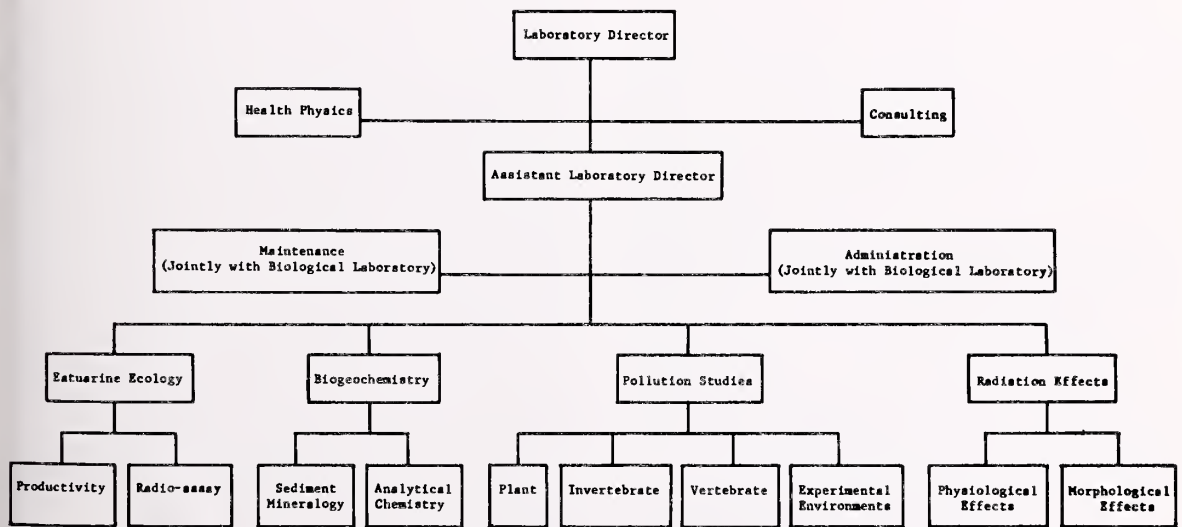 Laboratory Director
Health Physics
Consulting
Assistant Laboratory Director
Maintenance
(Jointly with Biological Laboratory)
Administration
(Jointly with Biological Laboratory)
Estuarine Ecology
Biogeochemistry
Pollution Studies
Radiation Effects
Productivity
Radio-assay
Sediment
Mineralogy
Analytical
Chemistry
Plant
Invertebrate
Vertebrate
Experimental
Environments
Physiological
Effects
Morphological
Effects